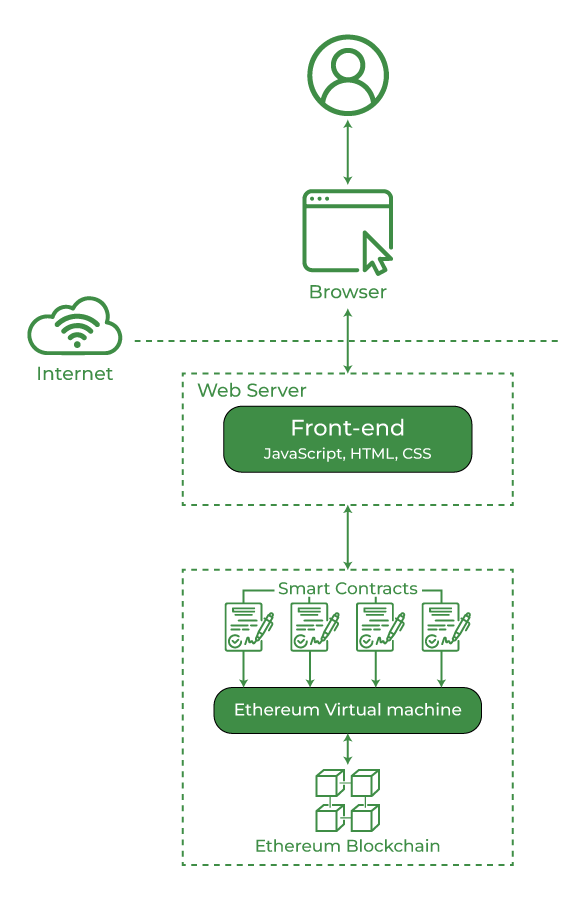 Browser
Internet
Web Server
Front-end
JavaScript, HTML, CSS
Smart Contracts
Ethereum Virtual machine
Ethereum Blockchain